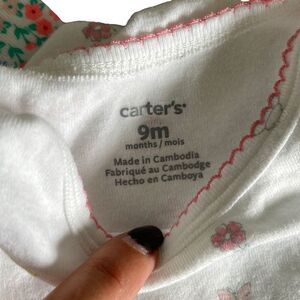 carter's
9m
months / mois
Made in Cambodia
Fabriqué au Cambodge
Hecho en Camboya